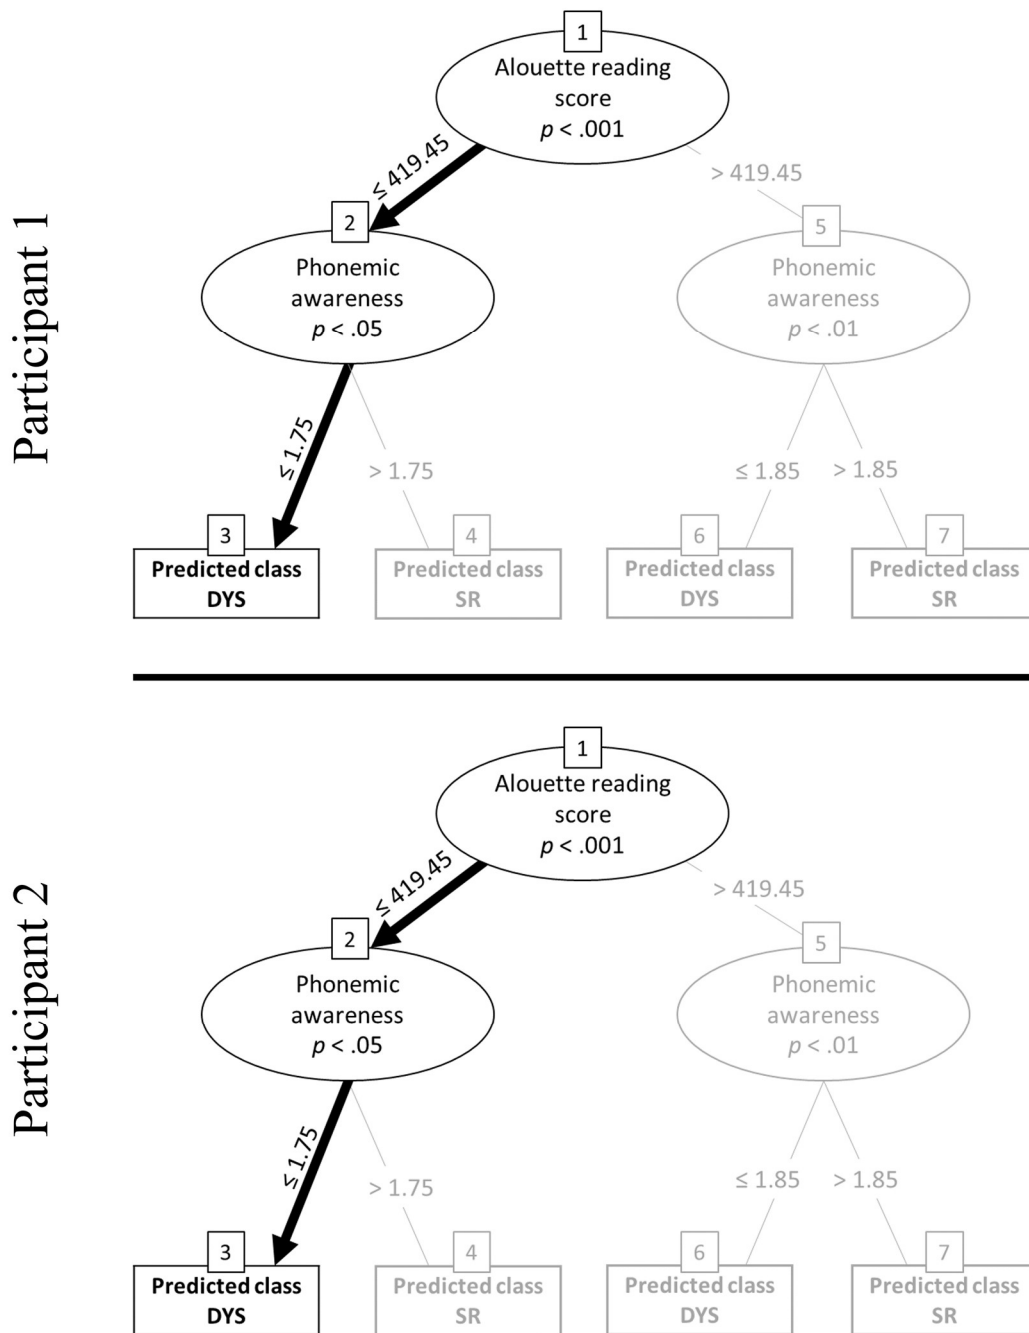 Participant 1
1
Alouette reading
score
p < .001
≤ 419.45
> 419.45
2
Phonemic
awareness
p < .05
5
Phonemic
awareness
p < .01
≤ 1.75
> 1.75
≤ 1.85
> 1.85
3
Predicted class
DYS
4
Predicted class
SR
6
Predicted class
DYS
7
Predicted class
SR
Participant 2
1
Alouette reading
score
p < .001
≤ 419.45
> 419.45
2
Phonemic
awareness
p < .05
5
Phonemic
awareness
p < .01
≤ 1.75
> 1.75
≤ 1.85
> 1.85
3
Predicted class
DYS
4
Predicted class
SR
6
Predicted class
DYS
7
Predicted class
SR